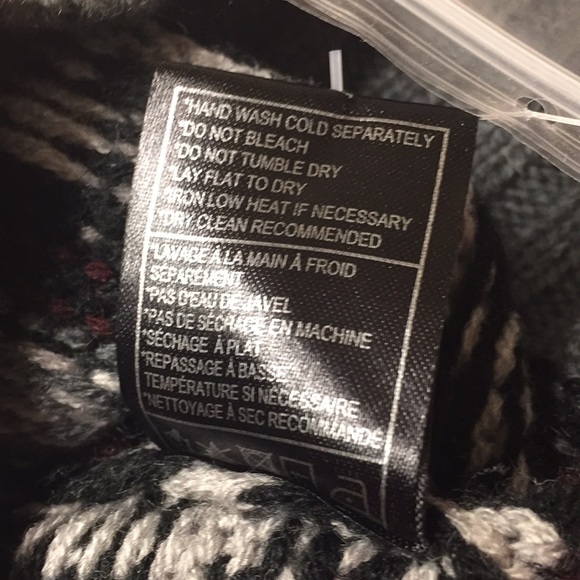 *HAND WASH COLD SEPARATELY
*DO NOT BLEACH
*DO NOT TUMBLE DRY
*LAY FLAT TO DRY
*IRON LOW HEAT IF NECESSARY
*DRY CLEAN RECOMMENDED
*LAVAGE À LA MAIN À FROID
SÉPARÉMENT
*PAS D'EAU DE JAVEL
*PAS DE SÉCHAGE EN MACHINE
*SÉCHAGE À PLAT
*REPASSAGE À BASSE
TEMPÉRATURE SI NÉCESSAIRE
*NETTOYAGE À SEC RECOMMANDÉ